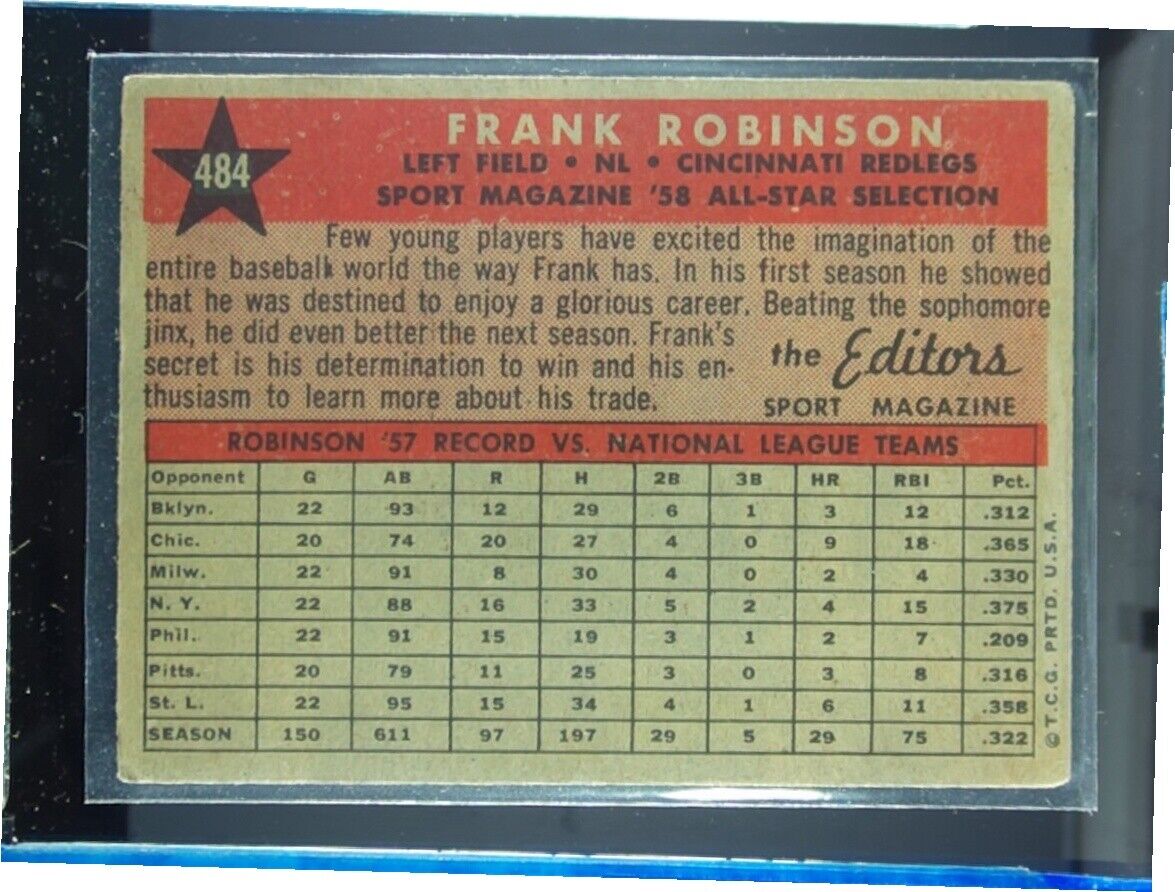 484
FRANK ROBINSON
LEFT FIELD • NL • CINCINNATI REDLEGS
SPORT MAGAZINE '58 ALL-STAR SELECTION
Few young players have excited the imagination of the
entire baseball world the way Frank has. In his first season he showed
that he was destined to enjoy a glorious career. Beating the sophomore
jinx, he did even better the next season. Frank's
secret is his determination to win and his en-
thusiasm to learn more about his trade.
the Editors
SPORT MAGAZINE
ROBINSON '57 RECORD VS. NATIONAL LEAGUE TEAMS
Opponent G AB R H 2B 3B HR RBI Pct.
Bklyn. 22 93 12 29 6 1 3 12 .312
Chic. 20 74 20 27 4 0 9 18 .365
Milw. 22 91 8 30 4 0 2 4 .330
N. Y. 22 88 16 33 5 2 4 15 .375
Phil. 22 91 15 19 3 1 2 7 .209
Pitts. 20 79 11 25 3 0 3 8 .316
St. L. 22 95 15 34 4 1 6 11 .358
SEASON 150 611 97 197 29 5 29 75 .322
© T.C.G. PRTD. U.S.A.